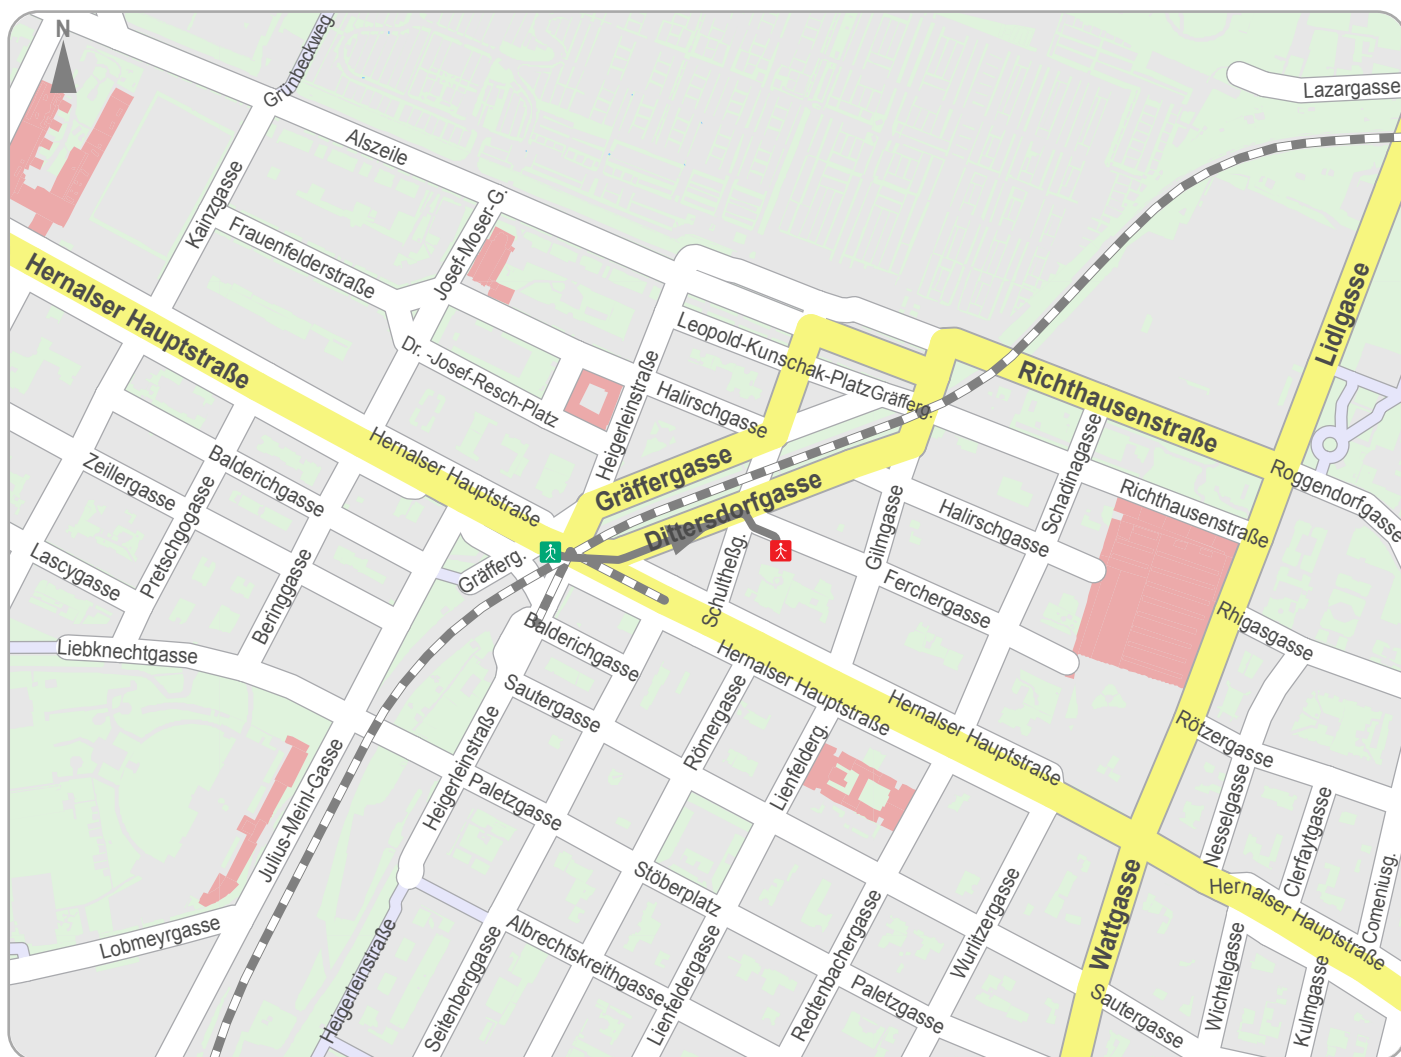 N
Grünbeckweg
Lazargasse
Alszeile
Kainzgasse
Josef-Moser-G.
Frauenfelderstraße
Hernalser Hauptstraße
Lidlgasse
Leopold-Kunschak-Platz
Gräfferg.
Richthausenstraße
Dr. -Josef-Resch-Platz
Heigerleinstraße
Halirschgasse
Hernalser Hauptstraße
Gräffergasse
Dittersdorfgasse
Schadinagasse
Roggendorfgasse
Richthausenstraße
Zeillergasse
Balderichgasse
Pretschgogasse
Gilmgasse
Halirschgasse
Lascygasse
Beringgasse
Gräfferg.
Schultheßg.
Ferchergasse
Rhigasgasse
Liebknechtgasse
Balderichgasse
Hernalser Hauptstraße
Sautergasse
Römergasse
Hernalser Hauptstraße
Rötzergasse
Heigerleinstraße
Lienfelderg.
Julius-Meinl-Gasse
Paletzgasse
Nesselgasse
Clerfaytgasse
Stöberplatz
Wattgasse
Hernalser Hauptstraße
Comeniusg.
Lobmeyrgasse
Albrechtskreithgasse
Heigerleinstraße
Seitenberggasse
Lienfeldergasse
Redtenbachergasse
Wurlitzergasse
Paletzgasse
Sautergasse
Wichtelgasse
Kulmgasse